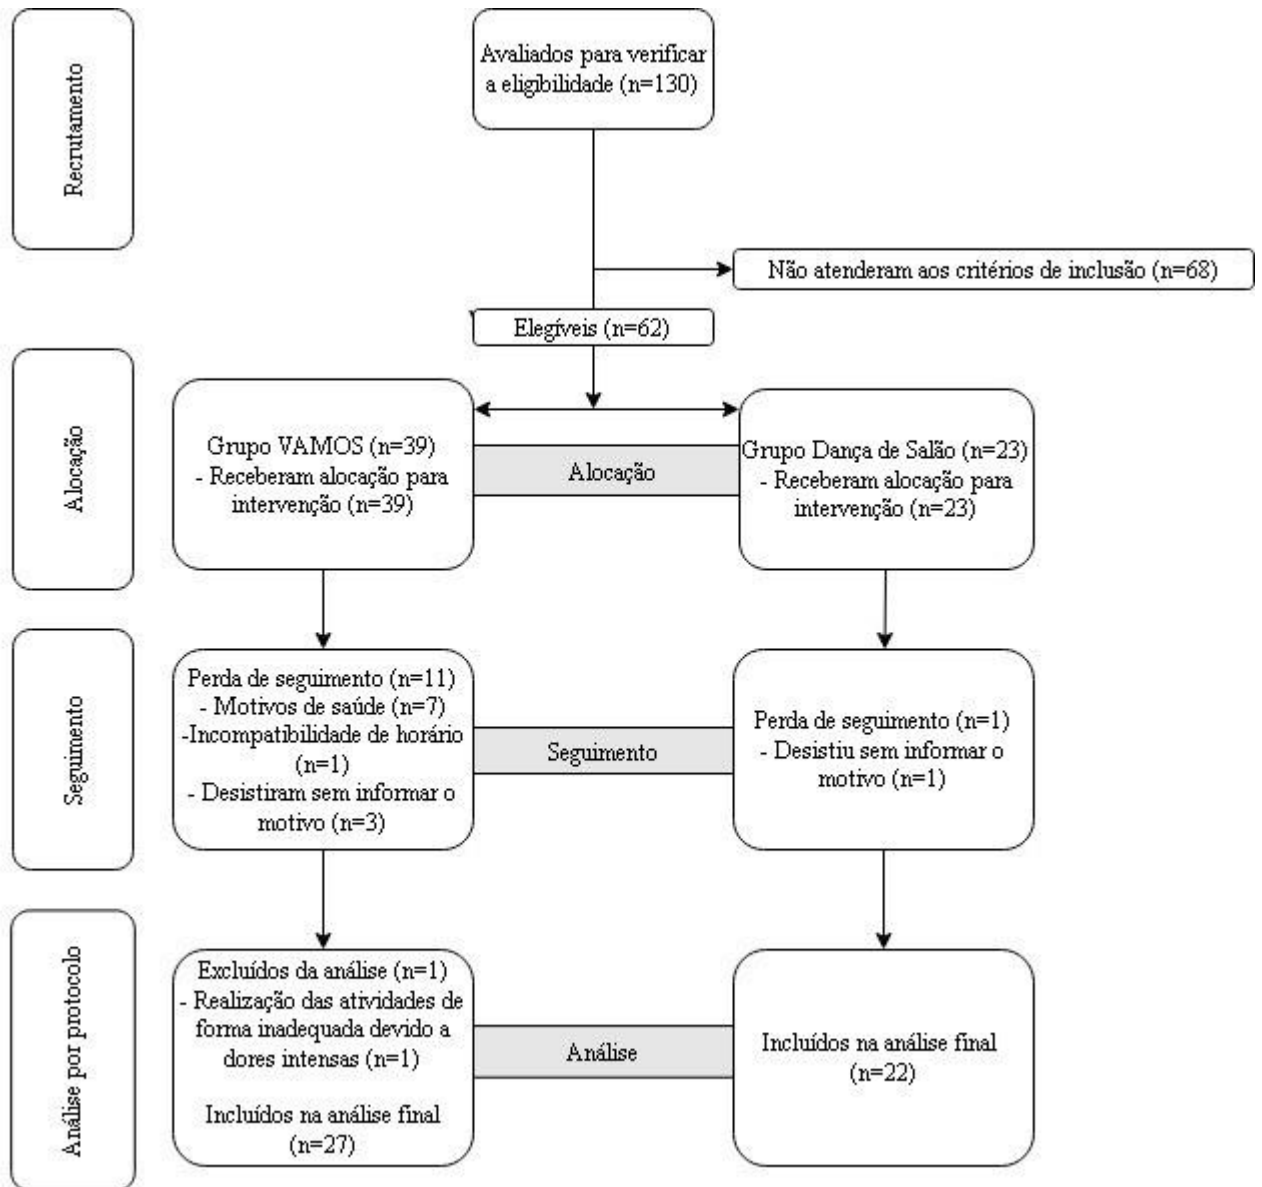 Recrutamento
Avaliados para verificar
a eligibilidade (n=130)
Não atenderam aos critérios de inclusão (n=68)
Elegíveis (n=62)
Alocação
Grupo VAMOS (n=39)
- Receberam alocação para
intervenção (n=39)
Alocação
Grupo Dança de Salão (n=23)
- Receberam alocação para
intervenção (n=23)
Seguimento
Perda de seguimento (n=11)
- Motivos de saúde (n=7)
-Incompatibilidade de horário
(n=1)
- Desistiram sem informar o
motivo (n=3)
Seguimento
Perda de seguimento (n=1)
- Desistiu sem informar o
motivo (n=1)
Análise por protocolo
Excluídos da análise (n=1)
- Realização das atividades de
forma inadequada devido a
dores intensas (n=1)
Incluídos na análise final
(n=27)
Análise
Incluídos na análise final
(n=22)